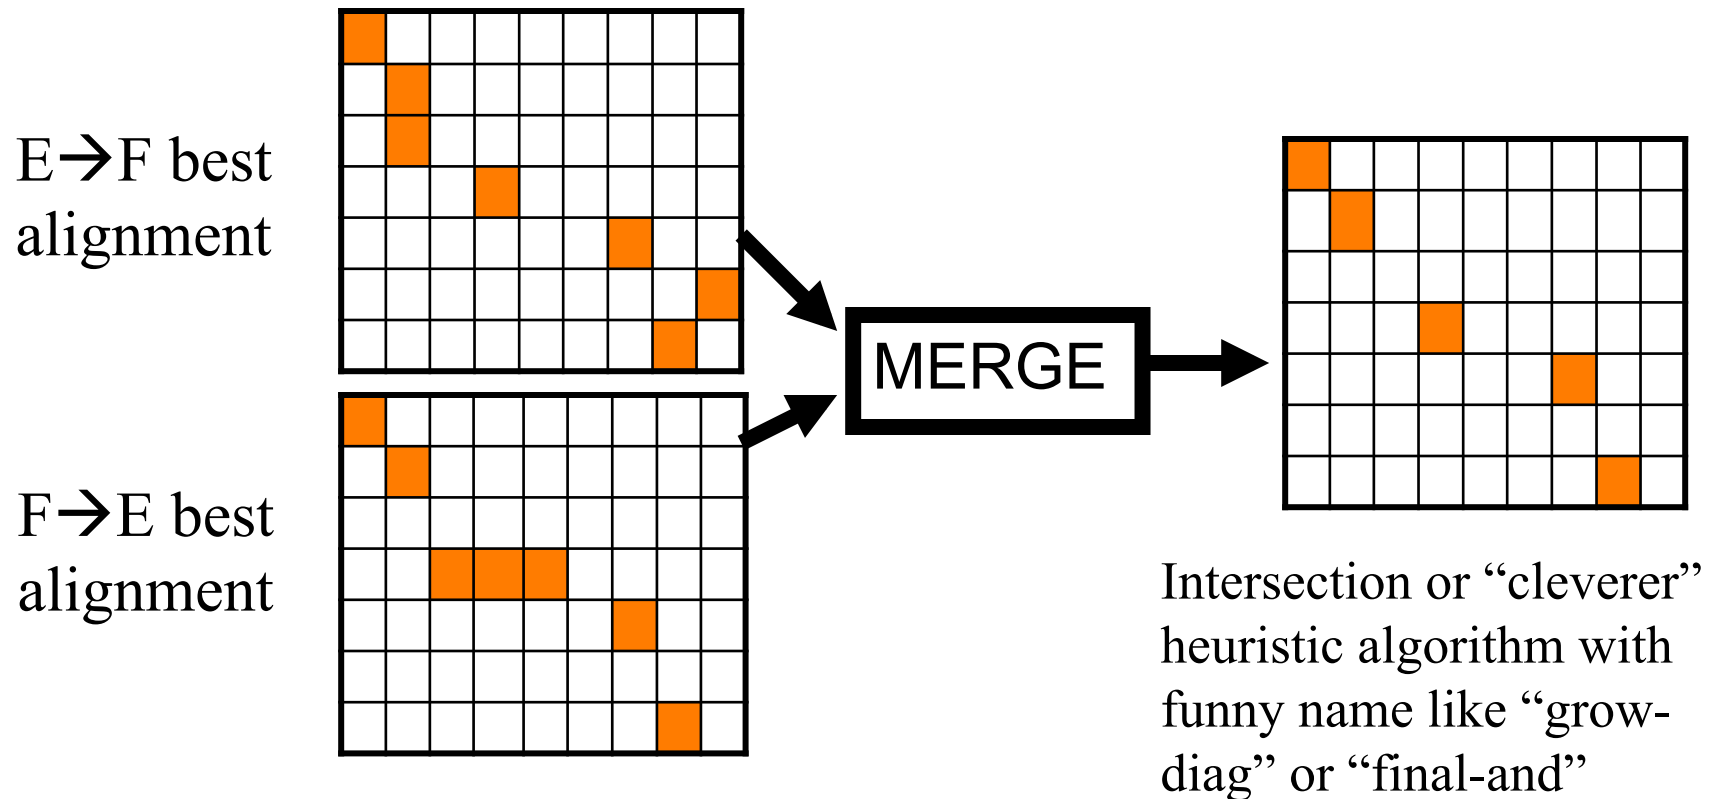 E→F best
alignment
MERGE
F→E best
alignment
Intersection or “cleverer”
heuristic algorithm with
funny name like “grow-
diag” or “final-and”